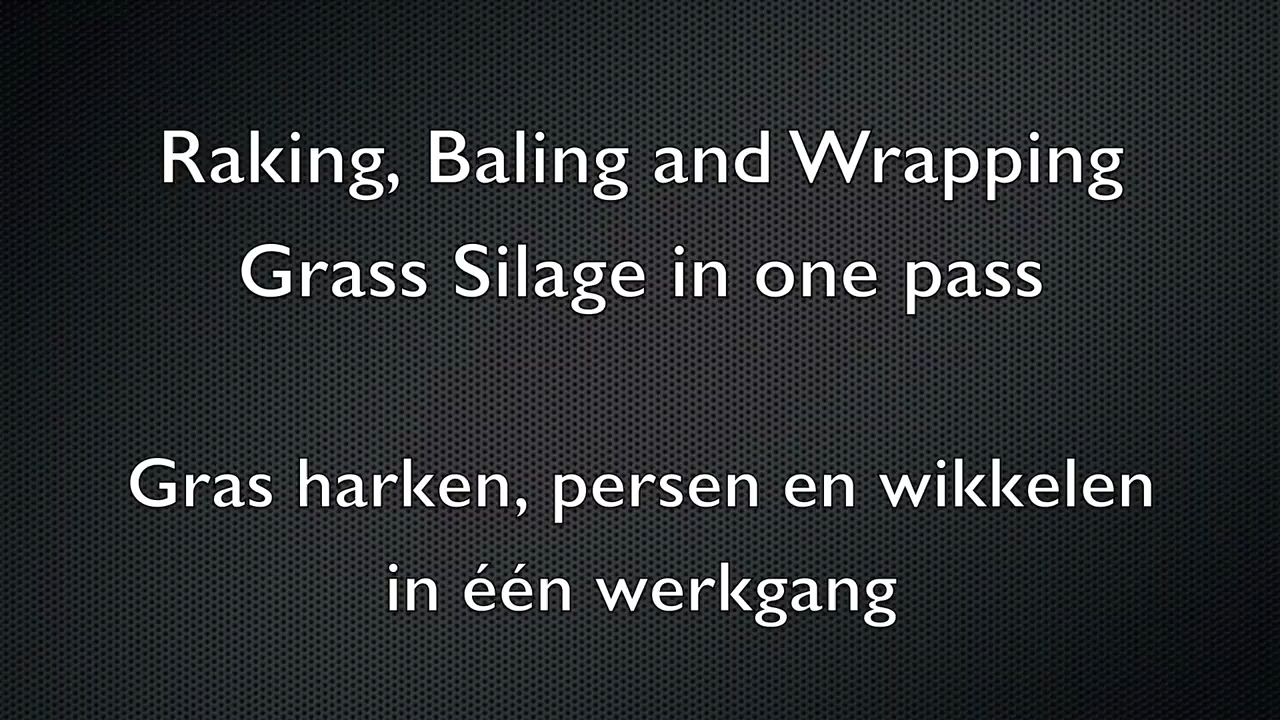 Raking, Baling and Wrapping
Grass Silage in one pass
Gras harken, persen en wikkelen
in één werkgang